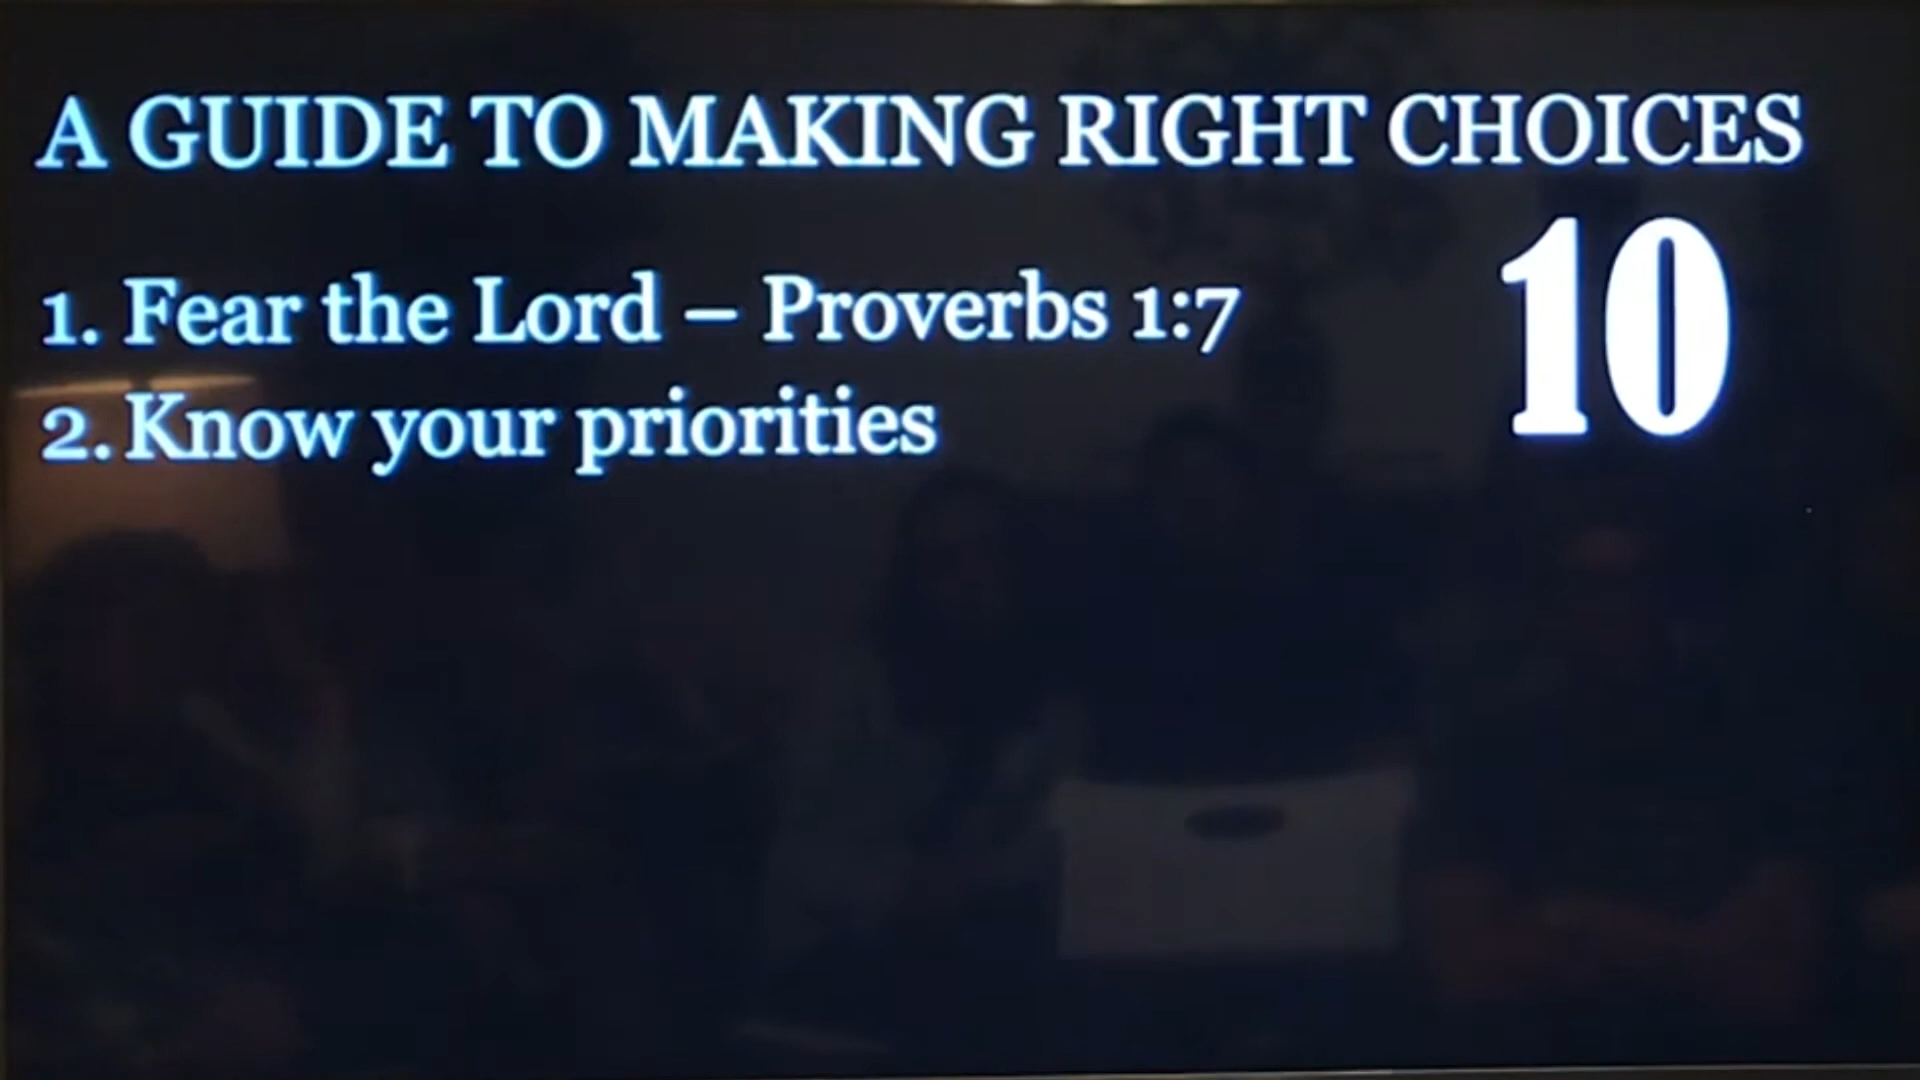 A GUIDE TO MAKING RIGHT CHOICES
10
1. Fear the Lord – Proverbs 1:7
2. Know your priorities